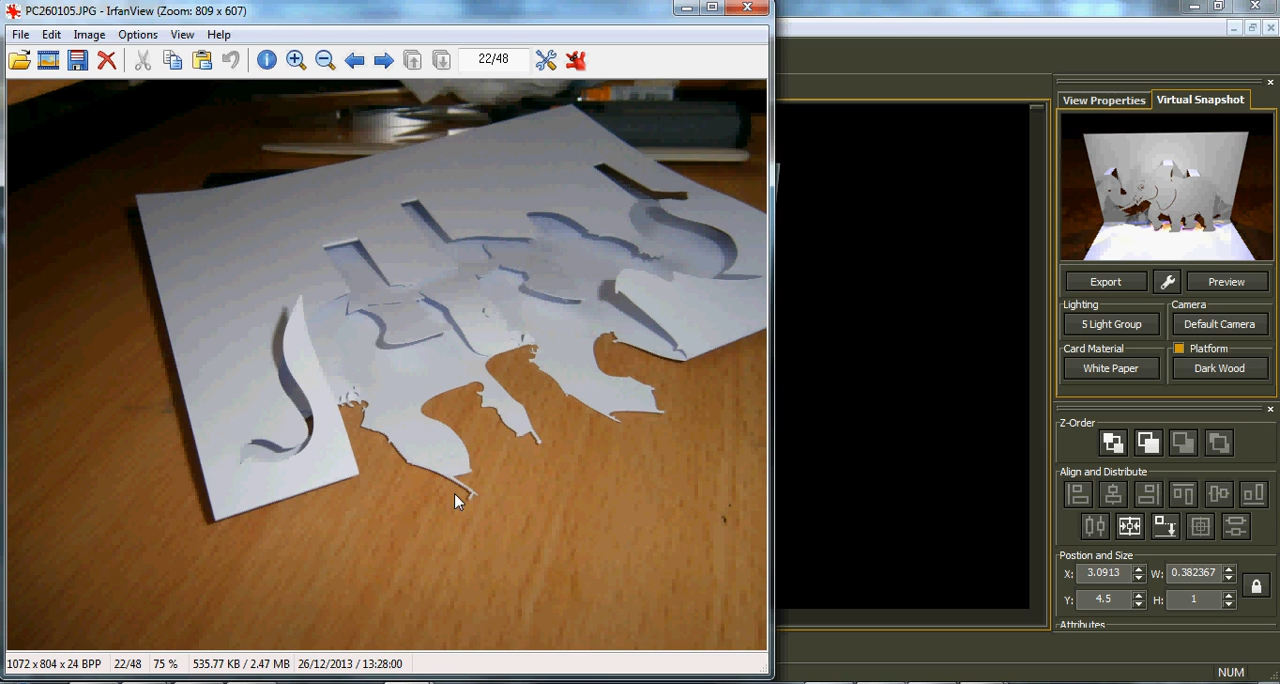 PC260105.JPG - IrfanView (Zoom: 809 x 607)
File Edit Image Options View Help
22/48
1072 x 804 x 24 BPP 22/48 75 % 535.77 KB / 2.47 MB 26/12/2013 / 13:28:00
View Properties Virtual Snapshot
Export Preview
Lighting Camera
5 Light Group Default Camera
Card Material Platform
White Paper Dark Wood
Z-Order
Align and Distribute
Postion and Size
X: 3.0913 W: 0.382367
Y: 4.5 H: 1
Attributes
NUM